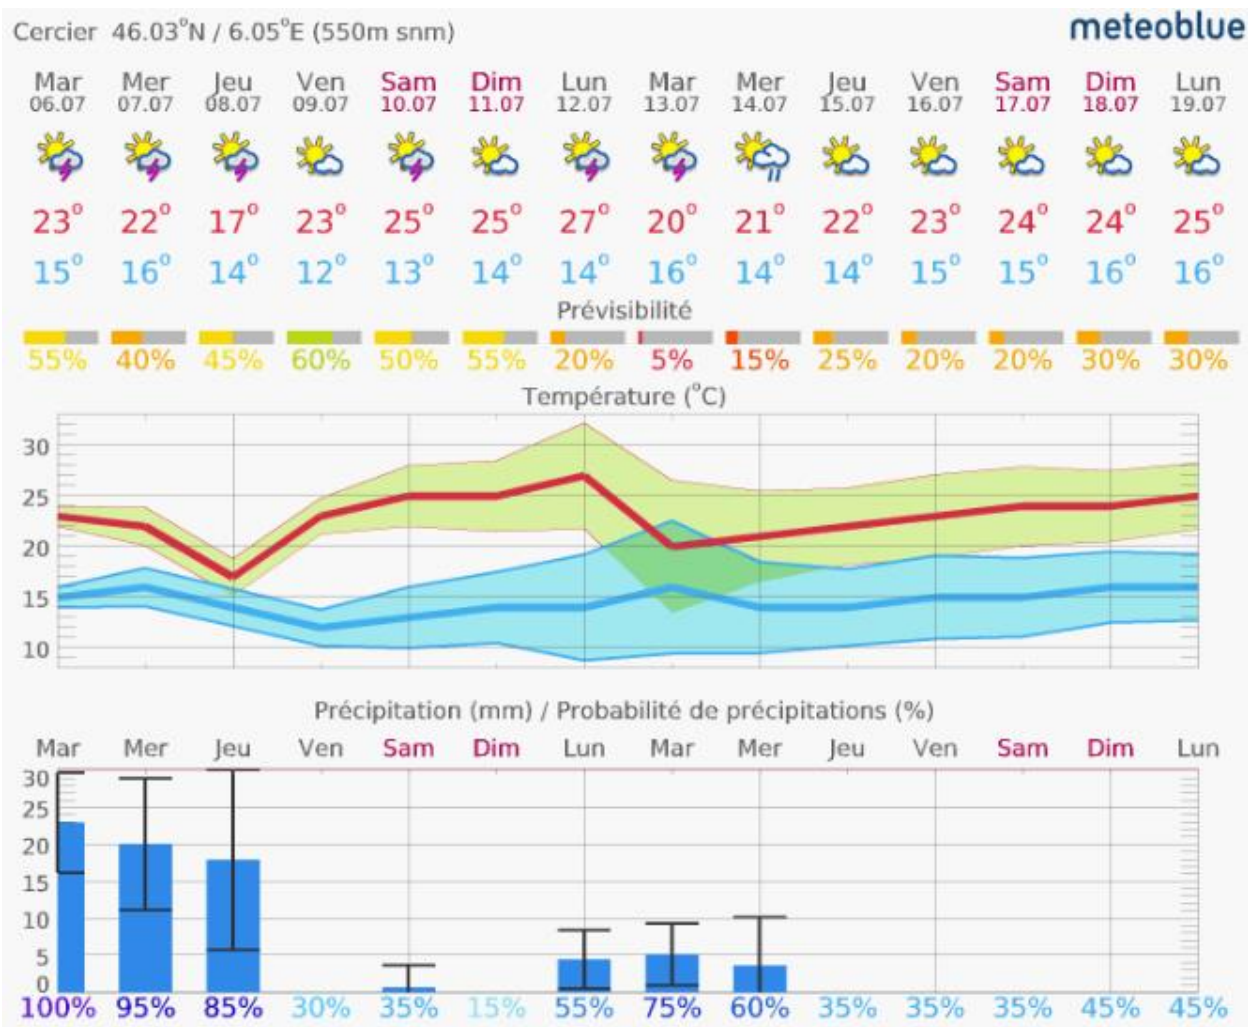 Cercier 46.03°N / 6.05°E (550m snm)
meteoblue
Mar Mer Jeu Ven Sam Dim Lun Mar Mer Jeu Ven Sam Dim Lun
06.07 07.07 08.07 09.07 10.07 11.07 12.07 13.07 14.07 15.07 16.07 17.07 18.07 19.07
23° 22° 17° 23° 25° 25° 27° 20° 21° 22° 23° 24° 24° 25°
15° 16° 14° 12° 13° 14° 14° 16° 14° 14° 15° 15° 16° 16°
Prévisibilité
55% 40% 45% 60% 50% 55% 20% 5% 15% 25% 20% 20% 30% 30%
Température (°C)
30
25
20
15
10
Précipitation (mm) / Probabilité de précipitations (%)
Mar Mer Jeu Ven Sam Dim Lun Mar Mer Jeu Ven Sam Dim Lun
30
25
20
15
10
5
0
100% 95% 85% 30% 35% 15% 55% 75% 60% 35% 35% 35% 45% 45%